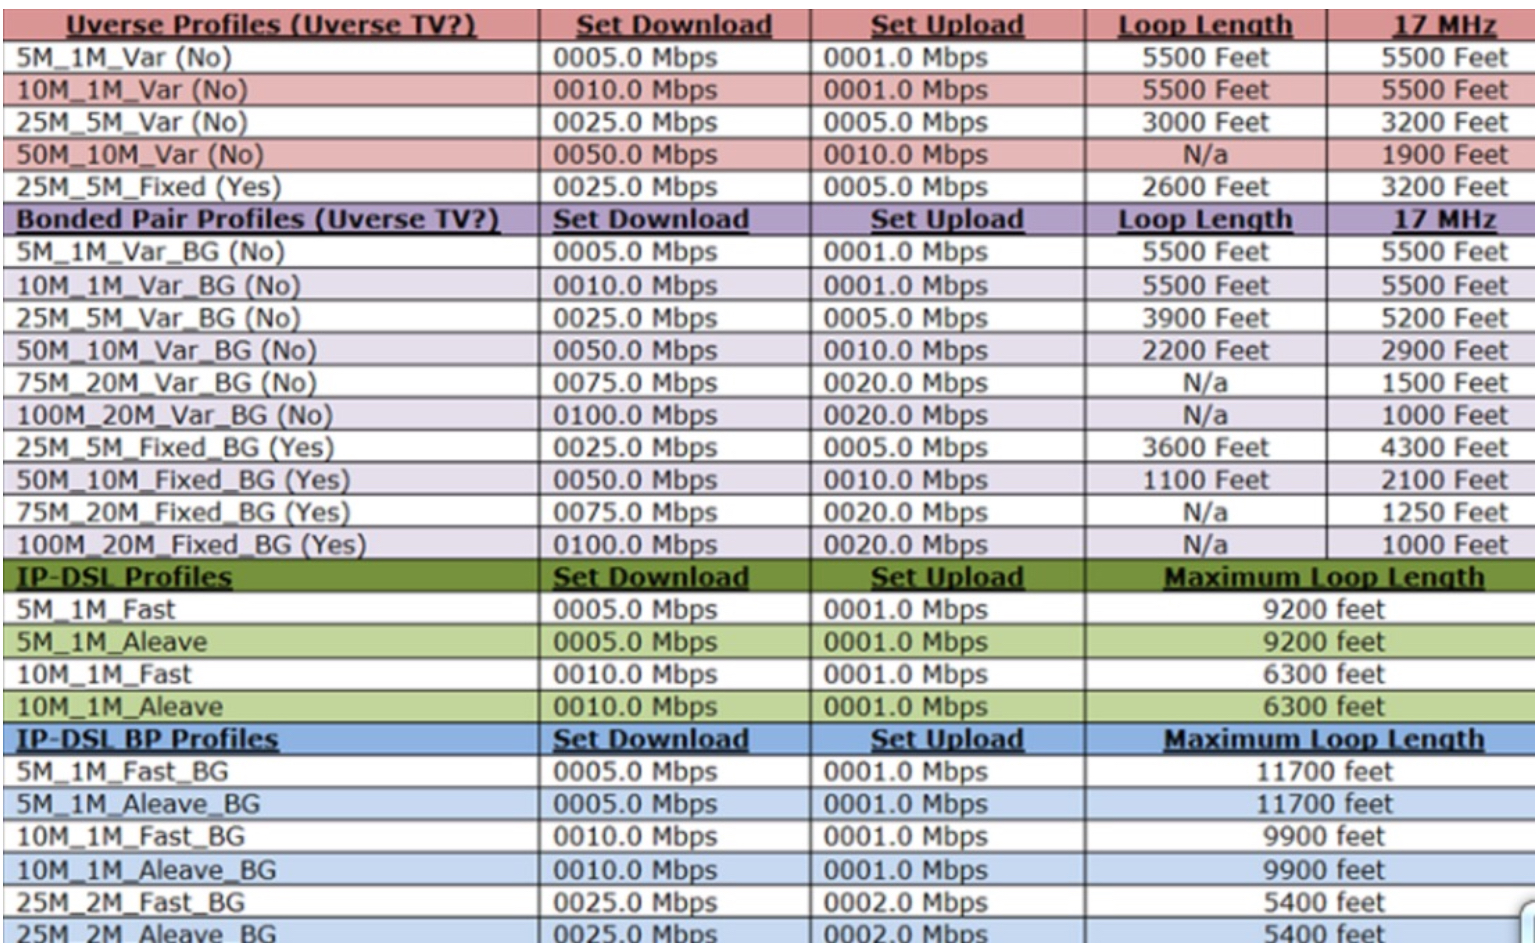 Uverse Profiles (Uverse TV?) Set Download Set Upload Loop Length 17 MHz
5M_1M_Var (No) 0005.0 Mbps 0001.0 Mbps 5500 Feet 5500 Feet
10M_1M_Var (No) 0010.0 Mbps 0001.0 Mbps 5500 Feet 5500 Feet
25M_5M_Var (No) 0025.0 Mbps 0005.0 Mbps 3000 Feet 3200 Feet
50M_10M_Var (No) 0050.0 Mbps 0010.0 Mbps N/a 1900 Feet
25M_5M_Fixed (Yes) 0025.0 Mbps 0005.0 Mbps 2600 Feet 3200 Feet
Bonded Pair Profiles (Uverse TV?) Set Download Set Upload Loop Length 17 MHz
5M_1M_Var_BG (No) 0005.0 Mbps 0001.0 Mbps 5500 Feet 5500 Feet
10M_1M_Var_BG (No) 0010.0 Mbps 0001.0 Mbps 5500 Feet 5500 Feet
25M_5M_Var_BG (No) 0025.0 Mbps 0005.0 Mbps 3900 Feet 5200 Feet
50M_10M_Var_BG (No) 0050.0 Mbps 0010.0 Mbps 2200 Feet 2900 Feet
75M_20M_Var_BG (No) 0075.0 Mbps 0020.0 Mbps N/a 1500 Feet
100M_20M_Var_BG (No) 0100.0 Mbps 0020.0 Mbps N/a 1000 Feet
25M_5M_Fixed_BG (Yes) 0025.0 Mbps 0005.0 Mbps 3600 Feet 4300 Feet
50M_10M_Fixed_BG (Yes) 0050.0 Mbps 0010.0 Mbps 1100 Feet 2100 Feet
75M_20M_Fixed_BG (Yes) 0075.0 Mbps 0020.0 Mbps N/a 1250 Feet
100M_20M_Fixed_BG (Yes) 0100.0 Mbps 0020.0 Mbps N/a 1000 Feet
IP-DSL Profiles Set Download Set Upload Maximum Loop Length
5M_1M_Fast 0005.0 Mbps 0001.0 Mbps 9200 feet
5M_1M_Aleave 0005.0 Mbps 0001.0 Mbps 9200 feet
10M_1M_Fast 0010.0 Mbps 0001.0 Mbps 6300 feet
10M_1M_Aleave 0010.0 Mbps 0001.0 Mbps 6300 feet
IP-DSL BP Profiles Set Download Set Upload Maximum Loop Length
5M_1M_Fast_BG 0005.0 Mbps 0001.0 Mbps 11700 feet
5M_1M_Aleave_BG 0005.0 Mbps 0001.0 Mbps 11700 feet
10M_1M_Fast_BG 0010.0 Mbps 0001.0 Mbps 9900 feet
10M_1M_Aleave_BG 0010.0 Mbps 0001.0 Mbps 9900 feet
25M_2M_Fast_BG 0025.0 Mbps 0002.0 Mbps 5400 feet
25M_2M_Aleave_BG 0025.0 Mbps 0002.0 Mbps 5400 feet